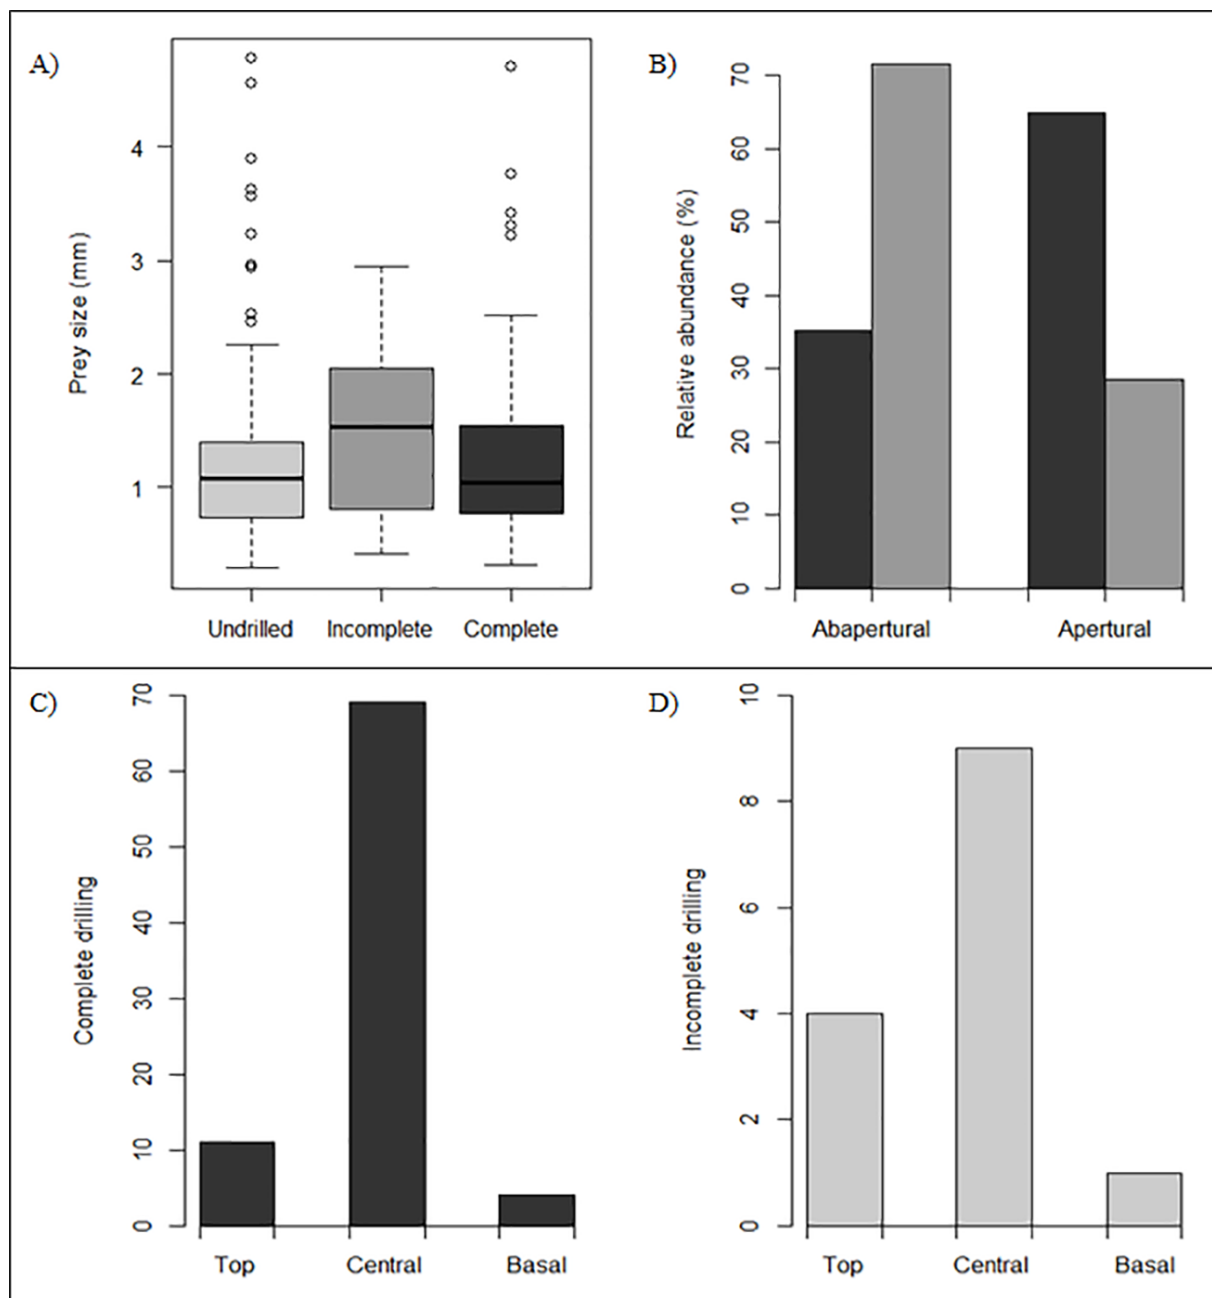 A)
Prey size (mm)
4
3
2
1
Undrilled Incomplete Complete
B)
Relative abundance (%)
70
60
50
40
30
20
10
0
Abapertural Apertural
C)
Complete drilling
70
60
50
40
30
20
10
0
Top Central Basal
D)
Incomplete drilling
10
8
6
4
2
0
Top Central Basal